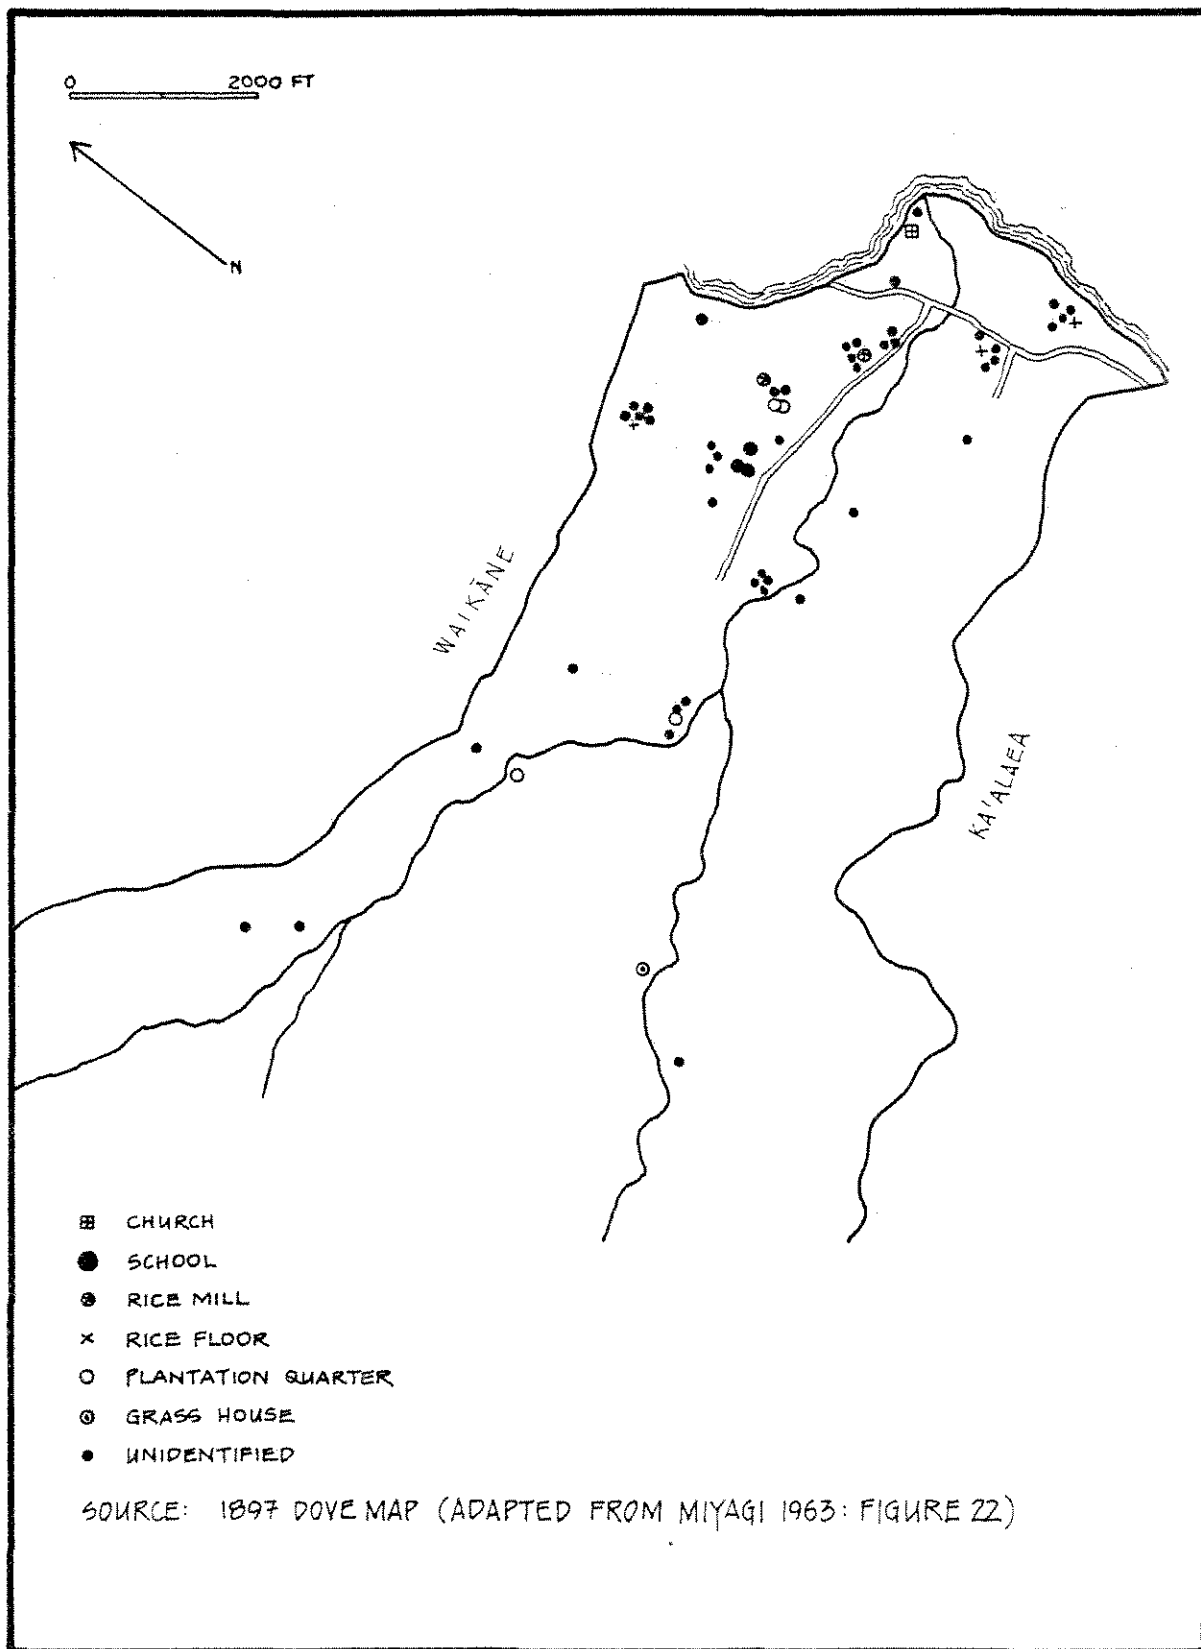 0 2000 FT
N
WAIKĀNE
KA'ALAEA
CHURCH
SCHOOL
RICE MILL
RICE FLOOR
PLANTATION QUARTER
GRASS HOUSE
UNIDENTIFIED
SOURCE: 1897 DOVE MAP (ADAPTED FROM MIYAGI 1963: FIGURE 22)